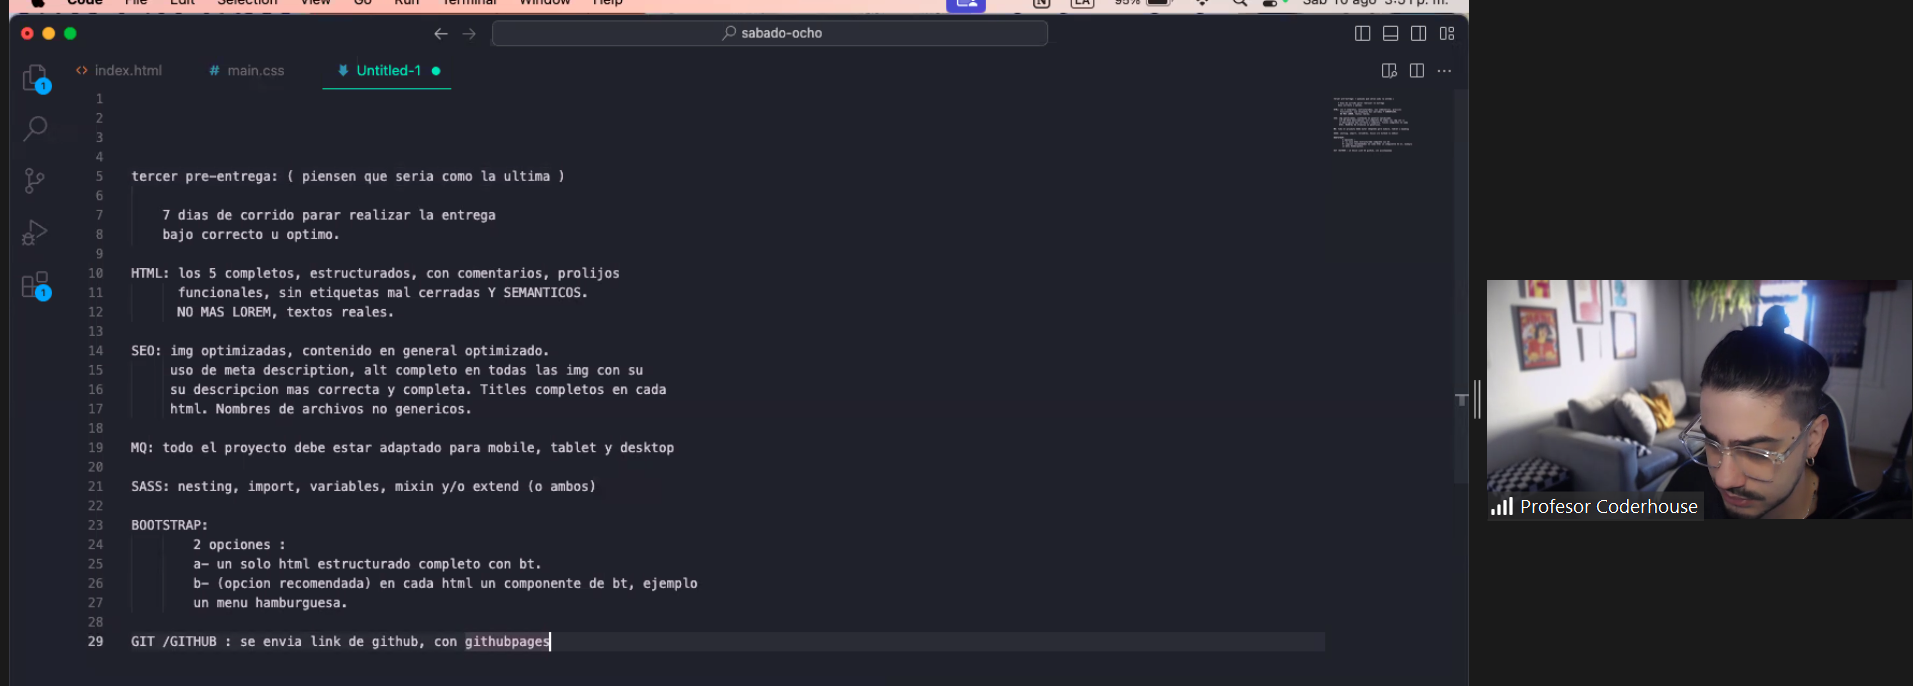 Code File Edit Selection View Go Run Terminal Window Help
95%
sabado-ocho
index.html
# main.css
Untitled-1
1
1
1
2
3
4
5 tercer pre-entrega: ( piensen que seria como la ultima )
6
7 7 dias de corrido parar realizar la entrega
8 bajo correcto u optimo.
9
10 HTML: los 5 completos, estructurados, con comentarios, prolijos
11 funcionales, sin etiquetas mal cerradas Y SEMANTICOS.
12 NO MAS LOREM, textos reales.
13
14 SEO: img optimizadas, contenido en general optimizado.
15 uso de meta description, alt completo en todas las img con su
16 su descripcion mas correcta y completa. Titles completos en cada
17 html. Nombres de archivos no genericos.
18
19 MQ: todo el proyecto debe estar adaptado para mobile, tablet y desktop
20
21 SASS: nesting, import, variables, mixin y/o extend (o ambos)
22
23 BOOTSTRAP:
24 2 opciones :
25 a- un solo html estructurado completo con bt.
26 b- (opcion recomendada) en cada html un componente de bt, ejemplo
27 un menu hamburguesa.
28
29 GIT /GITHUB : se envia link de github, con githubpages
Profesor Coderhouse